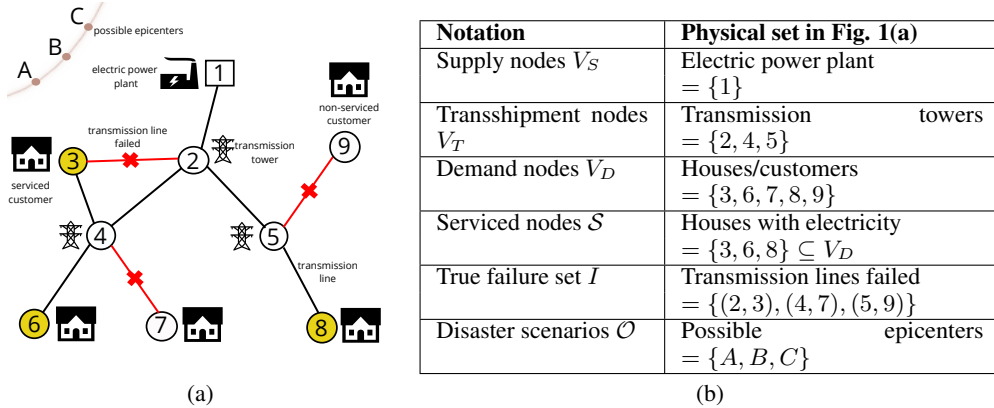 C
possible epicenters
B
A
electric power
plant
1
non-serviced
customer
transmission line
failed
9
3
2
transmission
tower
serviced
customer
4
5
transmission
line
6
7
8
(a)
Notation Physical set in Fig. 1(a)
Supply nodes V_S Electric power plant
= {1}
Transshipment nodes Transmission towers
V_T = {2, 4, 5}
Demand nodes V_D Houses/customers
= {3, 6, 7, 8, 9}
Serviced nodes 𝒮 Houses with electricity
= {3, 6, 8} ⊆ V_D
True failure set I Transmission lines failed
= {(2, 3), (4, 7), (5, 9)}
Disaster scenarios 𝒪 Possible epicenters
= {A, B, C}
(b)